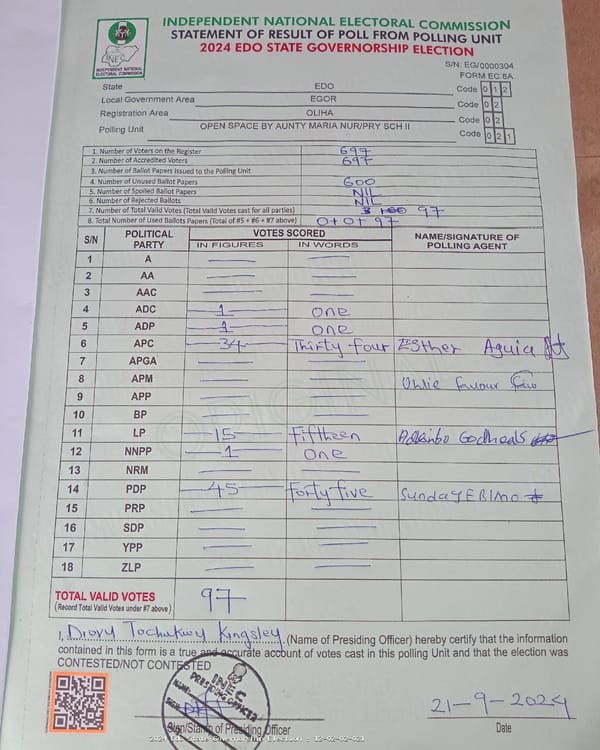 INDEPENDENT NATIONAL ELECTORAL COMMISSION
STATEMENT OF RESULT OF POLL FROM POLLING UNIT
2024 EDO STATE GOVERNORSHIP ELECTION
INEC
INDEPENDENT NATIONAL ELECTORAL COMMISSION
S/N: EG/0000304
FORM EC 8A
State EDO Code 0 1 2
Local Government Area EGOR Code 0 2
Registration Area OLIHA Code 0 2
Polling Unit OPEN SPACE BY AUNTY MARIA NUR/PRY SCH II Code 0 2 1
1. Number of Voters on the Register 697
2. Number of Accredited Voters 697
3. Number of Ballot Papers Issued to the Polling Unit
4. Number of Unused Ballot Papers 600
5. Number of Spoiled Ballot Papers NIL
6. Number of Rejected Ballots NIL
7. Number of Total Valid Votes (Total Valid Votes cast for all parties) 97
8. Total Number of Used Ballots Papers (Total of #5 + #6 + #7 above) 0+0+97
S/N POLITICAL PARTY VOTES SCORED NAME/SIGNATURE OF POLLING AGENT
IN FIGURES IN WORDS
1 A
2 AA
3 AAC
4 ADC 1 one
5 ADP 1 one
6 APC 34 Thirty four Esther
7 APGA
8 APM favour
9 APP
10 BP
11 LP 15 fifteen
12 NNPP 1 one
13 NRM
14 PDP 45 forty five Sunday
15 PRP
16 SDP
17 YPP
18 ZLP
TOTAL VALID VOTES 97
(Record Total Valid Votes under #7 above)
I, Kingsley (Name of Presiding Officer) hereby certify that the information
contained in this form is a true and accurate account of votes cast in this polling Unit and that the election was
CONTESTED/NOT CONTESTED
INEC
PRESIDING OFFICER
21-9-2024
Sign/Stamp of Presiding Officer Date
2024 Edo State Governorship Election : 12-02-02-021